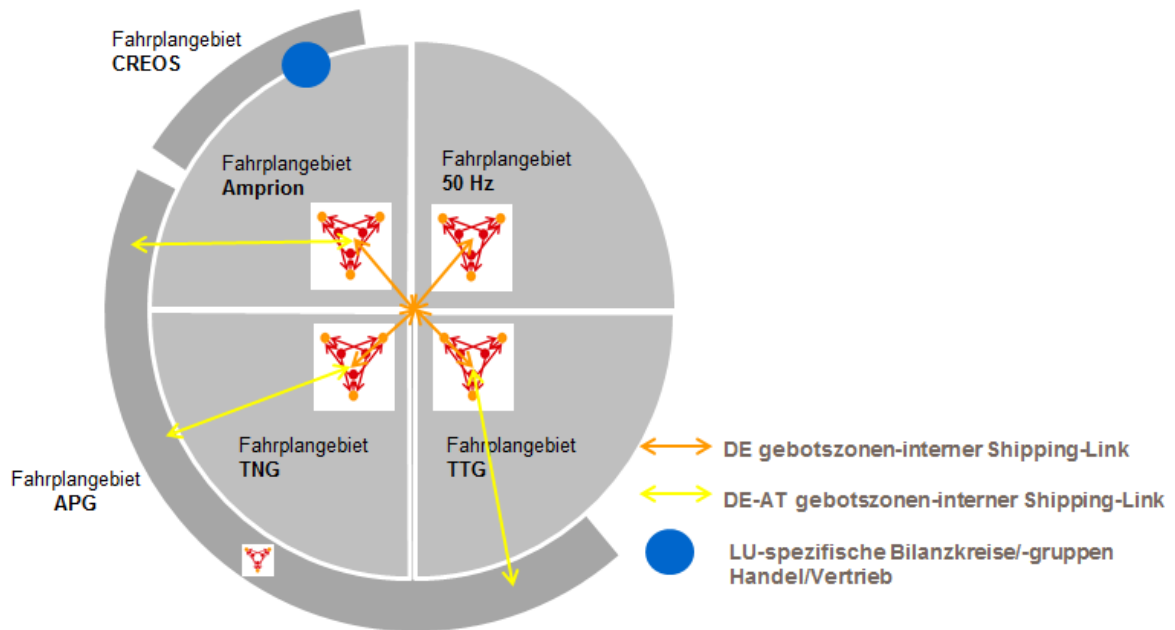 Fahrplangebiet
CREOS
Fahrplangebiet
Amprion
Fahrplangebiet
50 Hz
Fahrplangebiet
TNG
Fahrplangebiet
TTG
Fahrplangebiet
APG
DE gebotszonen-interner Shipping-Link
DE-AT gebotszonen-interner Shipping-Link
LU-spezifische Bilanzkreise/-gruppen
Handel/Vertrieb